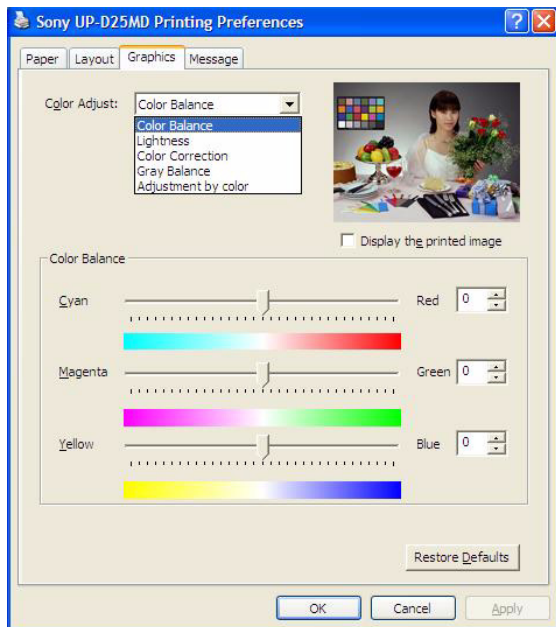 Sony UP-D25MD Printing Preferences
Paper Layout Graphics Message
Color Adjust: Color Balance
Color Balance
Lightness
Color Correction
Gray Balance
Adjustment by color
Display the printed image
Color Balance
Cyan Red 0
Magenta Green 0
Yellow Blue 0
Restore Defaults
OK Cancel Apply